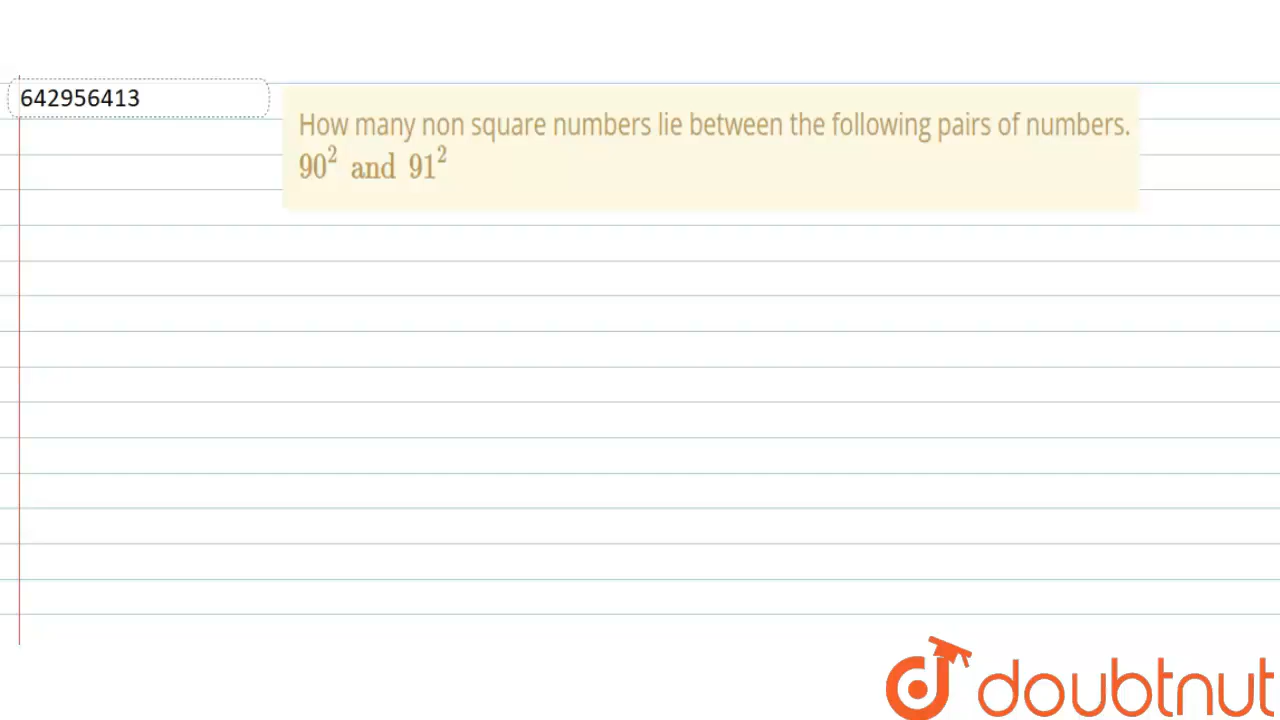 642956413
How many non square numbers lie between the following pairs of numbers.
90² and 91²
doubtnut